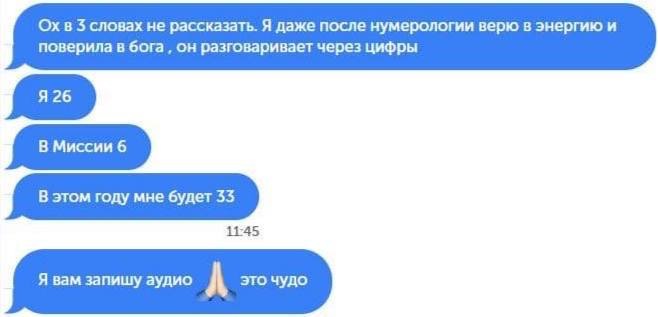 Ох в 3 словах не рассказать. Я даже после нумерологии верю в энергию и
поверила в бога , он разговаривает через цифры
Я 26
В Миссии 6
В этом году мне будет 33
11:45
Я вам запишу аудио 🙏🏻 это чудо